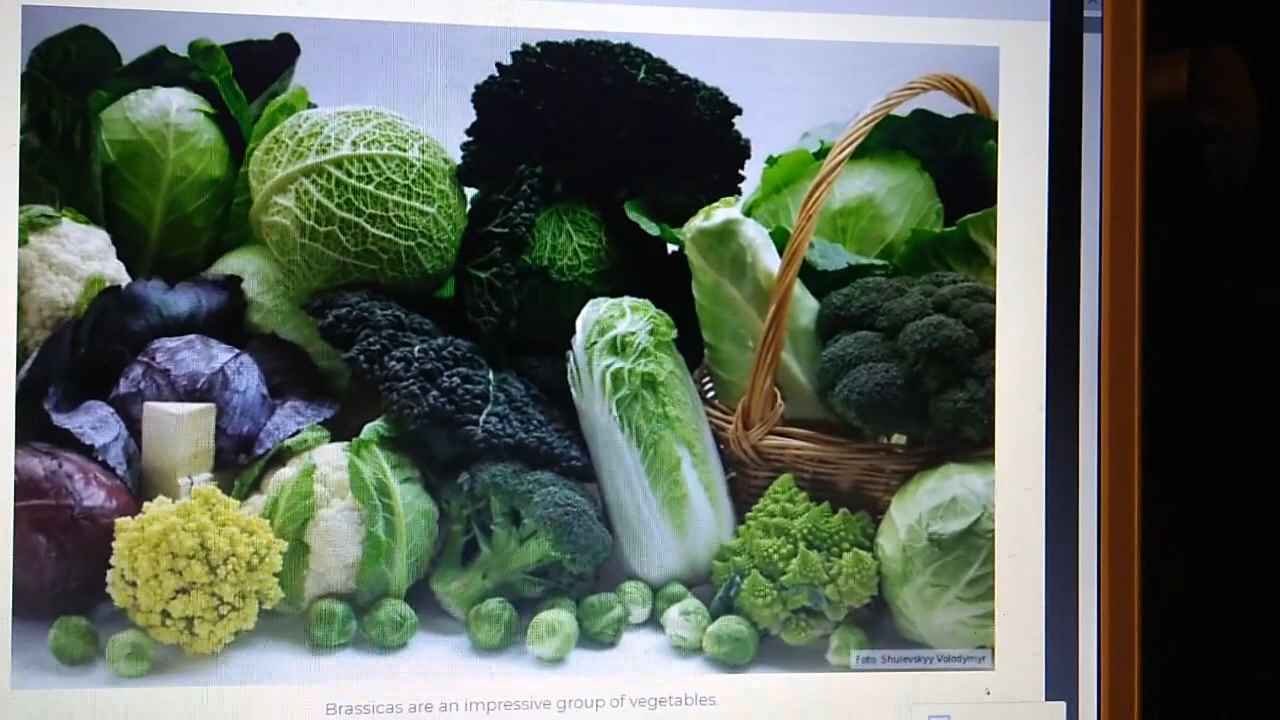 Foto: Shulevskyy Volodymyr
Brassicas are an impressive group of vegetables.